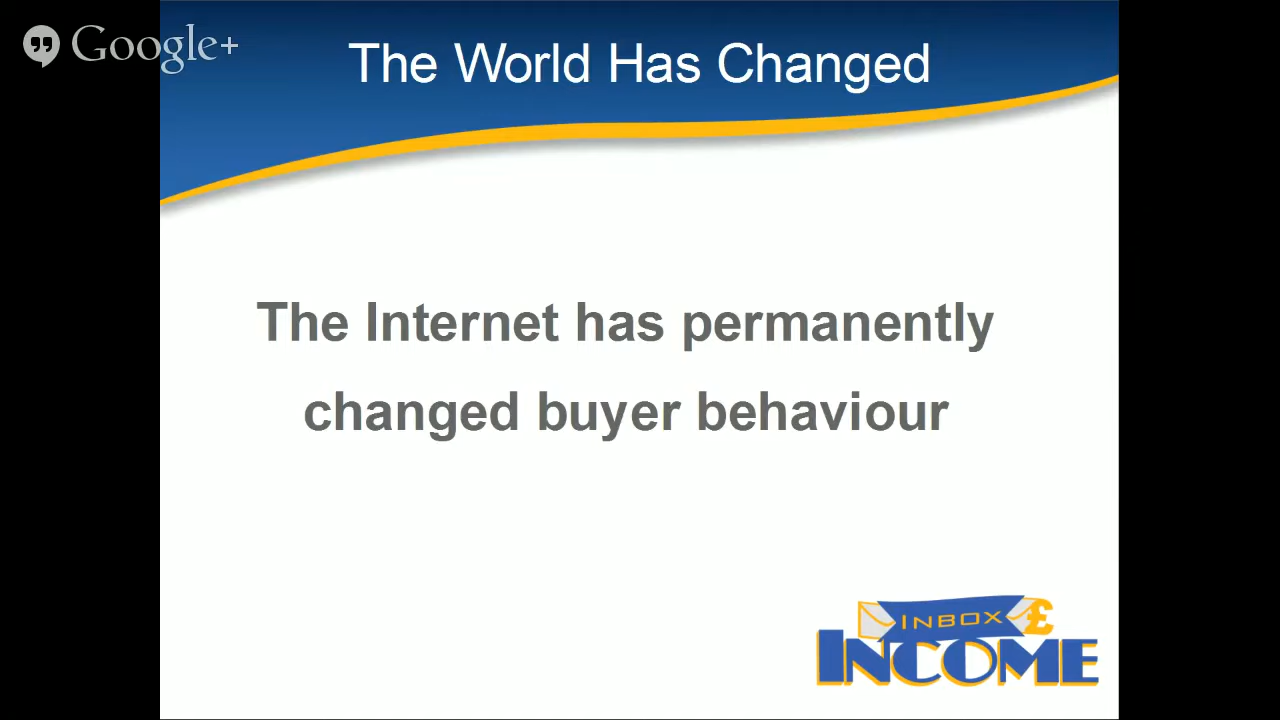 Google+
The World Has Changed
The Internet has permanently
changed buyer behaviour
INBOX £
INCOME